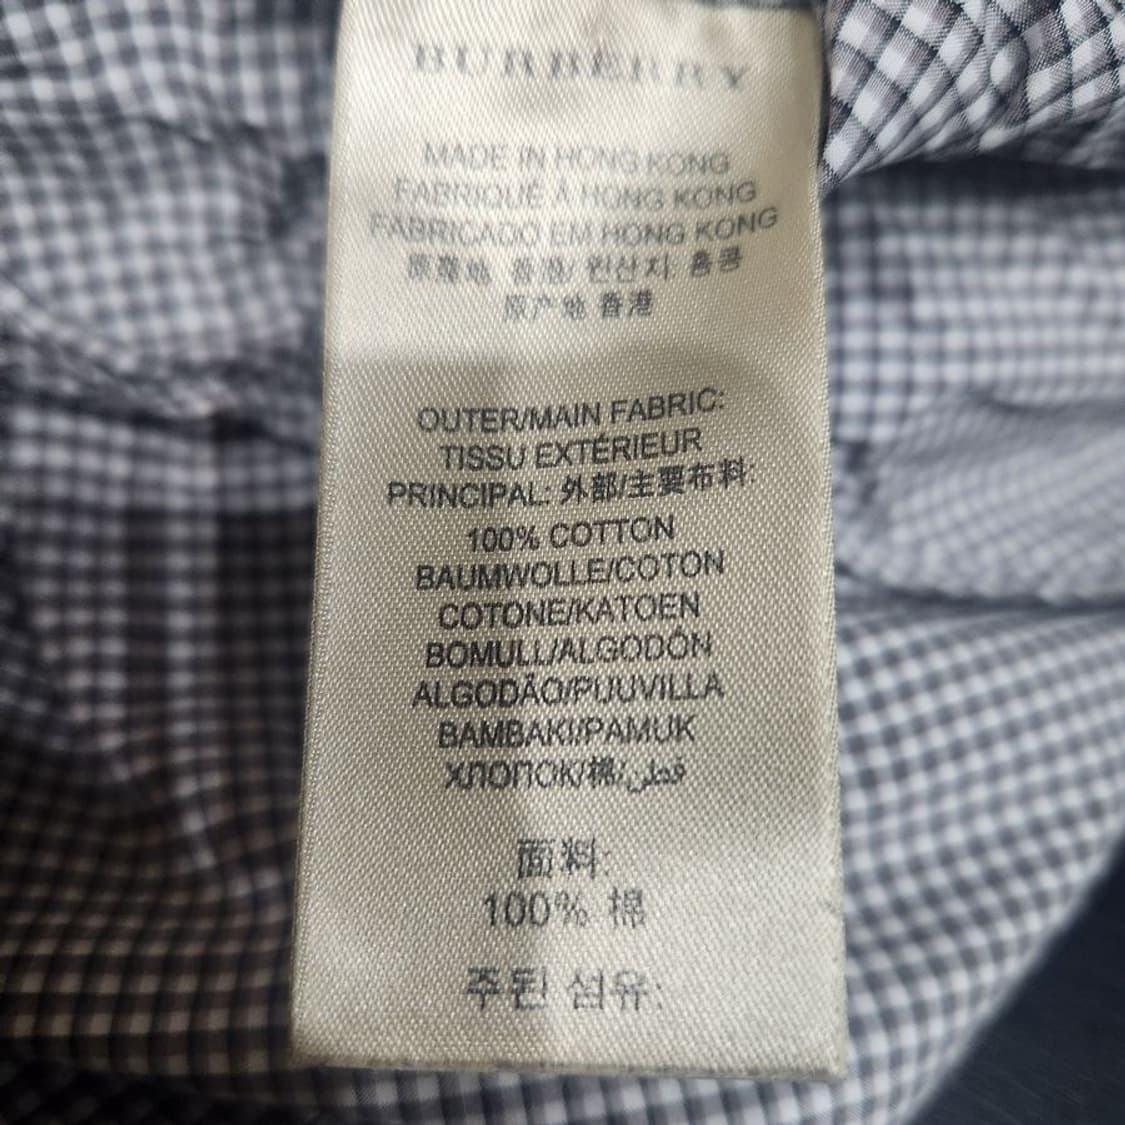 BURBERRY
MADE IN HONG KONG
FABRIQUÉ À HONG KONG
FABRICADO EM HONG KONG
原產地 香港/ 원산지 홍콩
原产地 香港
OUTER/MAIN FABRIC:
TISSU EXTÉRIEUR
PRINCIPAL: 外部/主要布料:
100% COTTON
BAUMWOLLE/COTON
COTONE/KATOEN
BOMULL/ALGODÓN
ALGODÃO/PUUVILLA
BAMBAKI/PAMUK
ХЛОПОК/棉/قطن
面料:
100% 棉
주된 섬유: